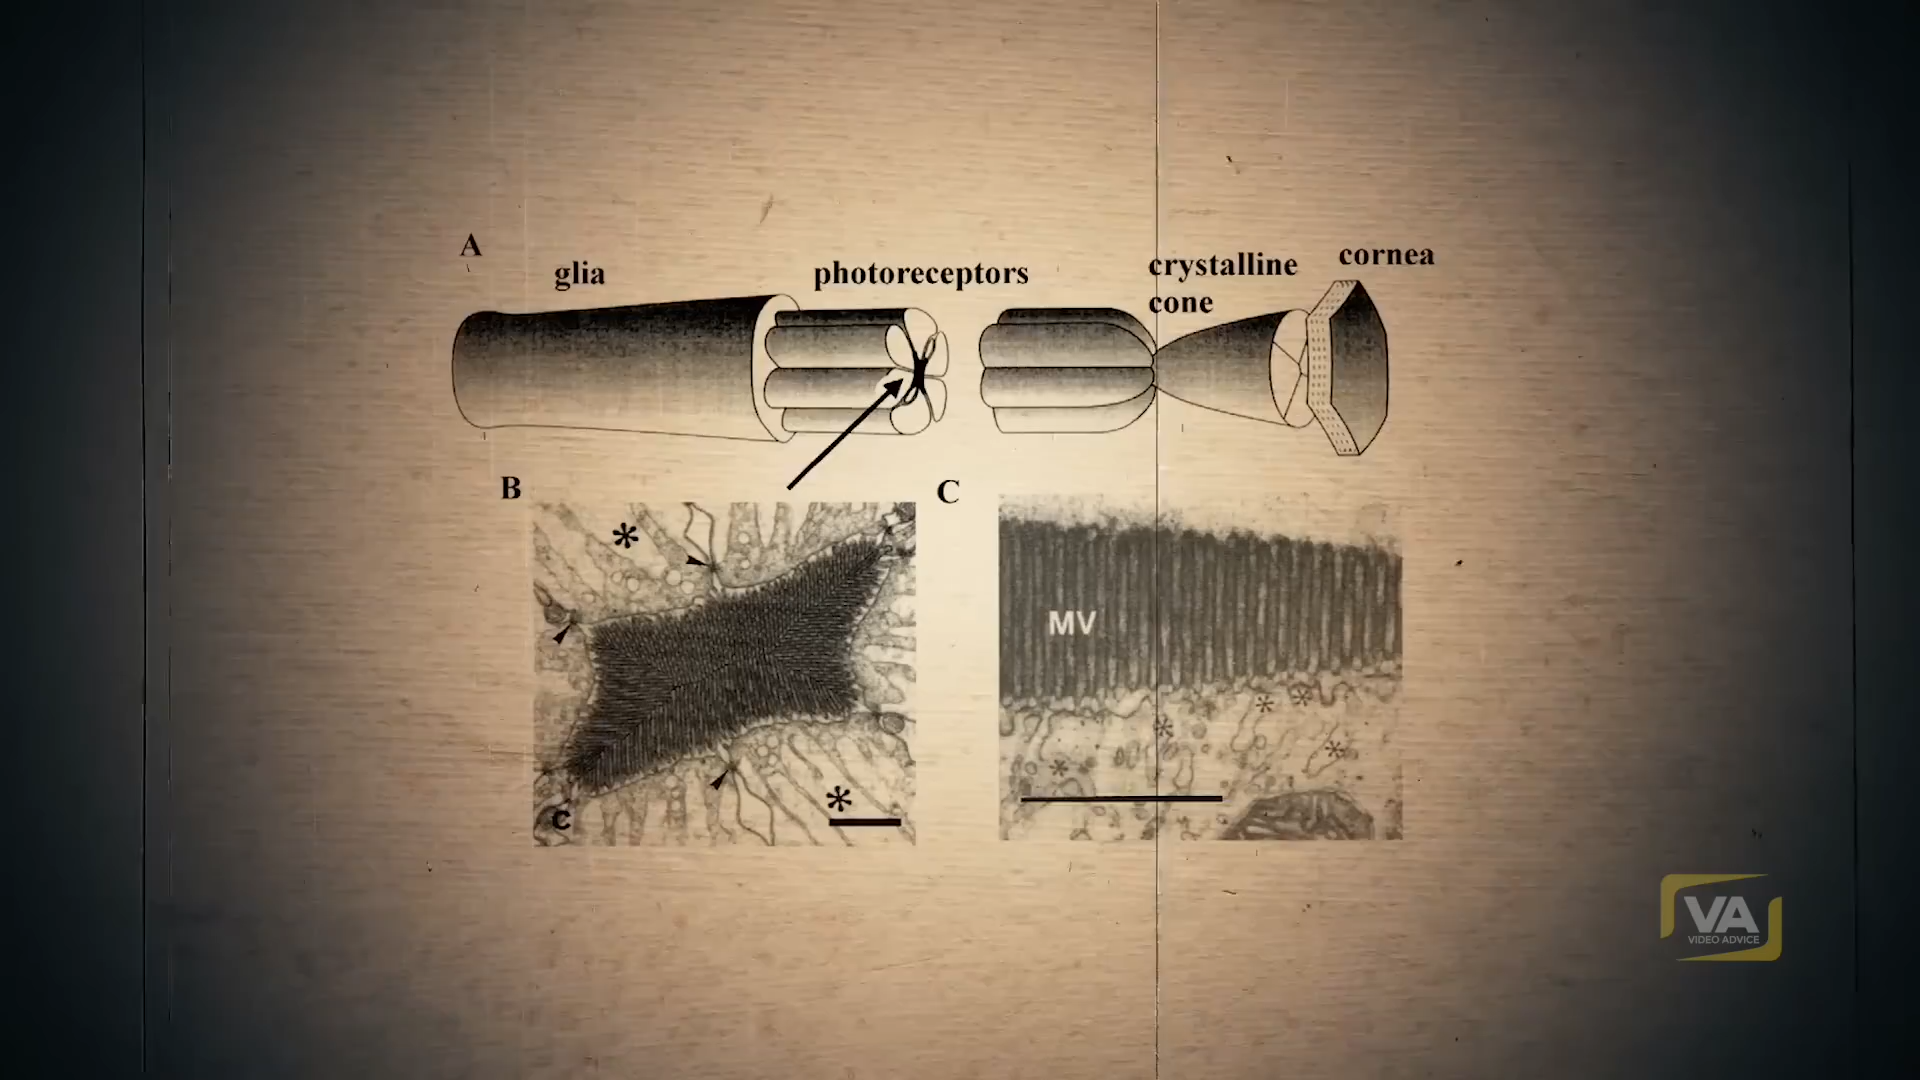 A
glia
photoreceptors
crystalline
cone
cornea
B
C
*
*
MV
*
*
*
*
*
C
VA
VIDEO ADVICE